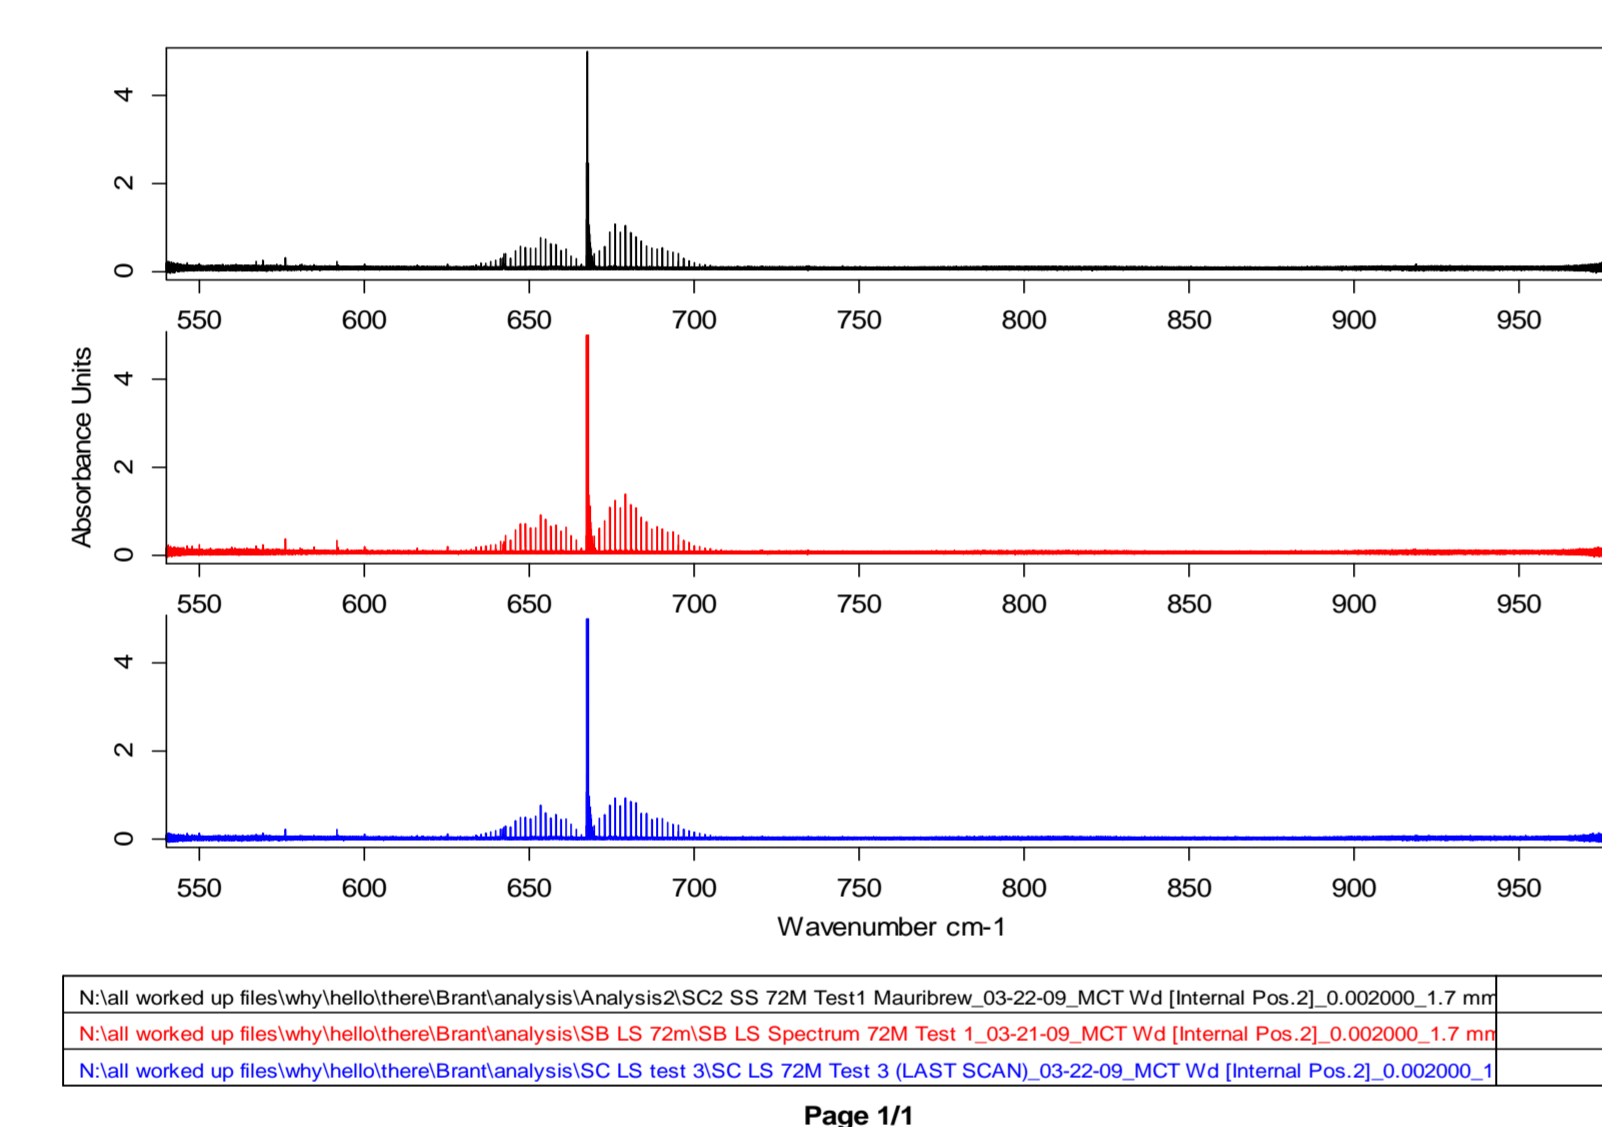 4
2
0
550 600 650 700 750 800 850 900 950
Absorbance Units
4
2
0
550 600 650 700 750 800 850 900 950
4
2
0
550 600 650 700 750 800 850 900 950
Wavenumber cm-1
N:\all worked up files\why\hello\there\Brant\analysis\Analysis2\SC2 SS 72M Test1 Mauribrew_03-22-09_MCT Wd [Internal Pos.2]_0.002000_1.7 mm
N:\all worked up files\why\hello\there\Brant\analysis\SB LS 72m\SB LS Spectrum 72M Test 1_03-21-09_MCT Wd [Internal Pos.2]_0.002000_1.7 mm
N:\all worked up files\why\hello\there\Brant\analysis\SC LS test 3\SC LS 72M Test 3 (LAST SCAN)_03-22-09_MCT Wd [Internal Pos.2]_0.002000_1
Page 1/1